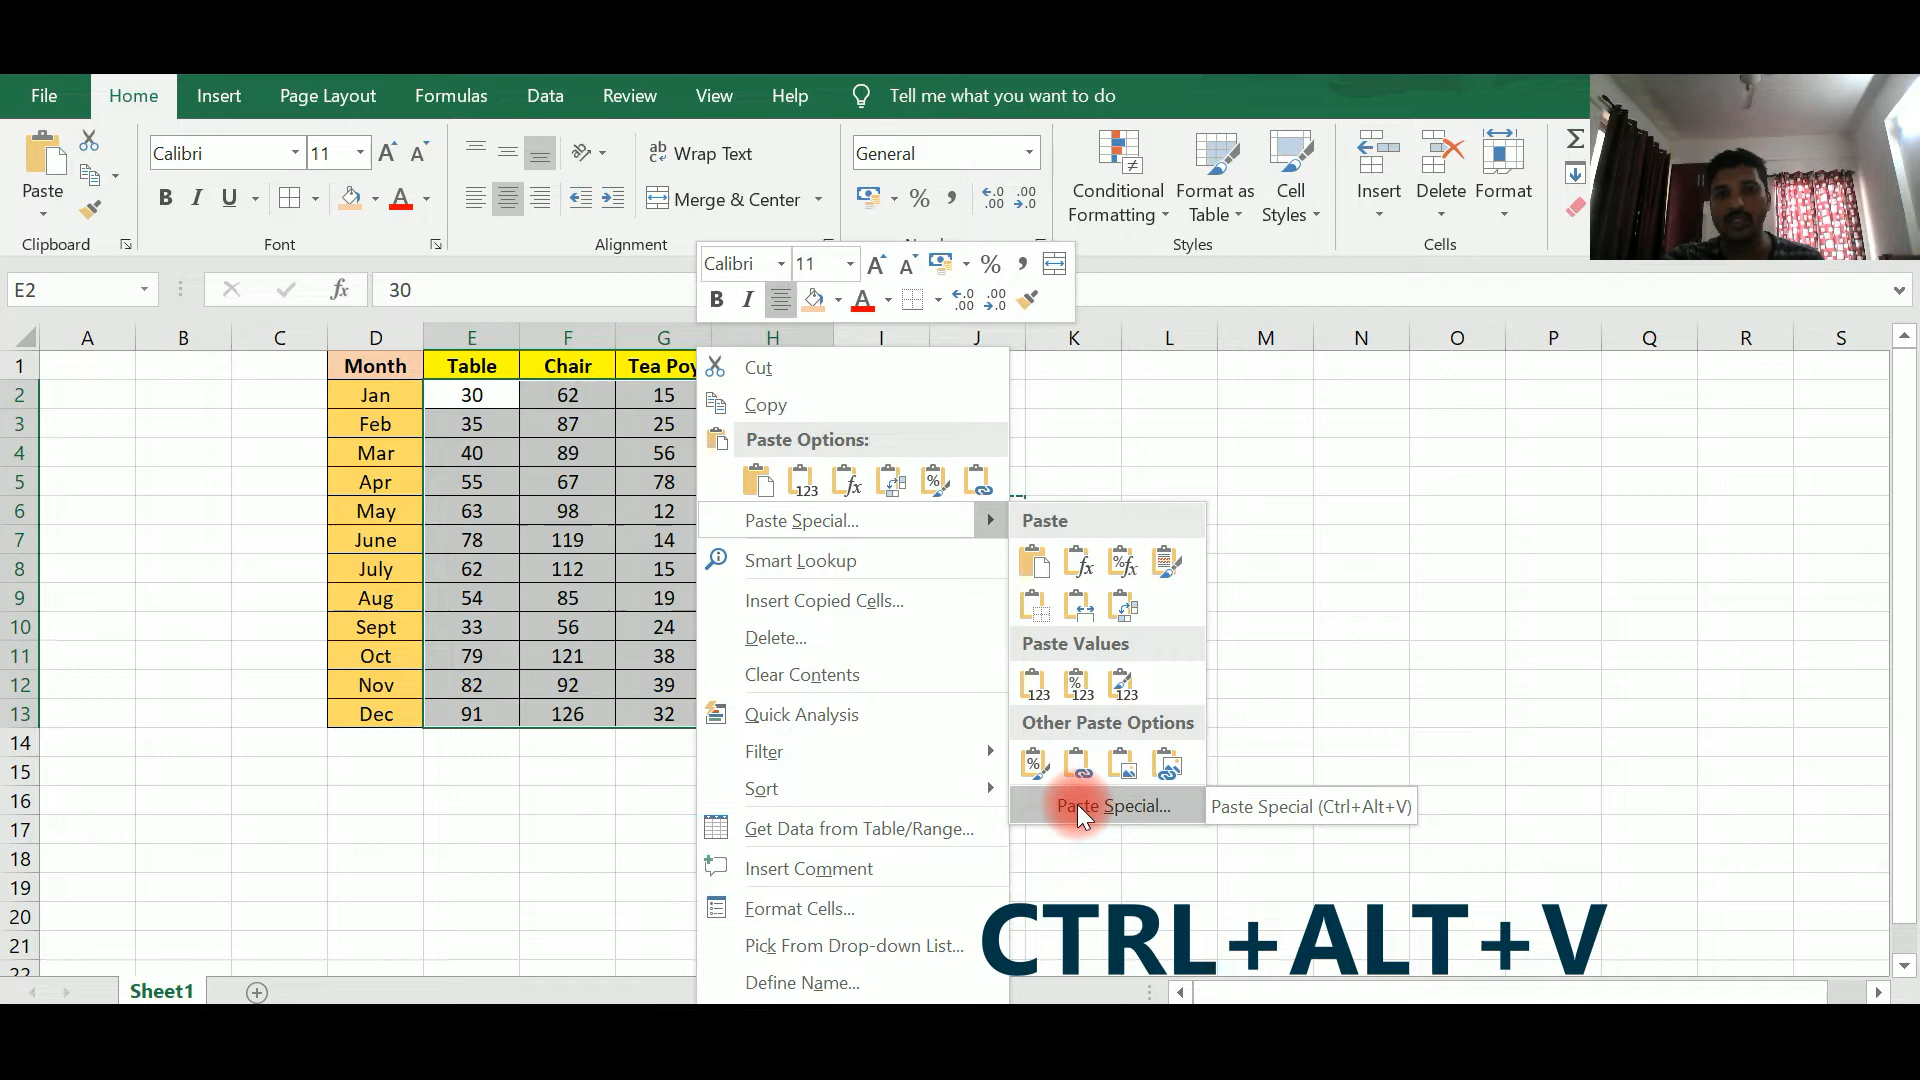 File Home Insert Page Layout Formulas Data Review View Help Tell me what you want to do
Calibri 11 Wrap Text General
Paste Conditional Format as Cell Insert Delete Format
B I U Merge & Center % Formatting Table Styles
Clipboard Font Alignment Styles Cells
Calibri 11 %
B I
E2 fx 30
A B C D E F G H I J K L M N O P Q R S
1 Month Table Chair Tea Poy
2 Jan 30 62 15
3 Feb 35 87 25
4 Mar 40 89 56
5 Apr 55 67 78
6 May 63 98 12
7 June 78 119 14
8 July 62 112 15
9 Aug 54 85 19
10 Sept 33 56 24
11 Oct 79 121 38
12 Nov 82 92 39
13 Dec 91 126 32
14
15
16
17
18
19
20
21
22
Cut
Copy
Paste Options:
Paste Special...
Smart Lookup
Insert Copied Cells...
Delete...
Clear Contents
Quick Analysis
Filter
Sort
Get Data from Table/Range...
Insert Comment
Format Cells...
Pick From Drop-down List...
Define Name...
Paste
Paste Values
Other Paste Options
Paste Special...
Paste Special (Ctrl+Alt+V)
CTRL+ALT+V
Sheet1